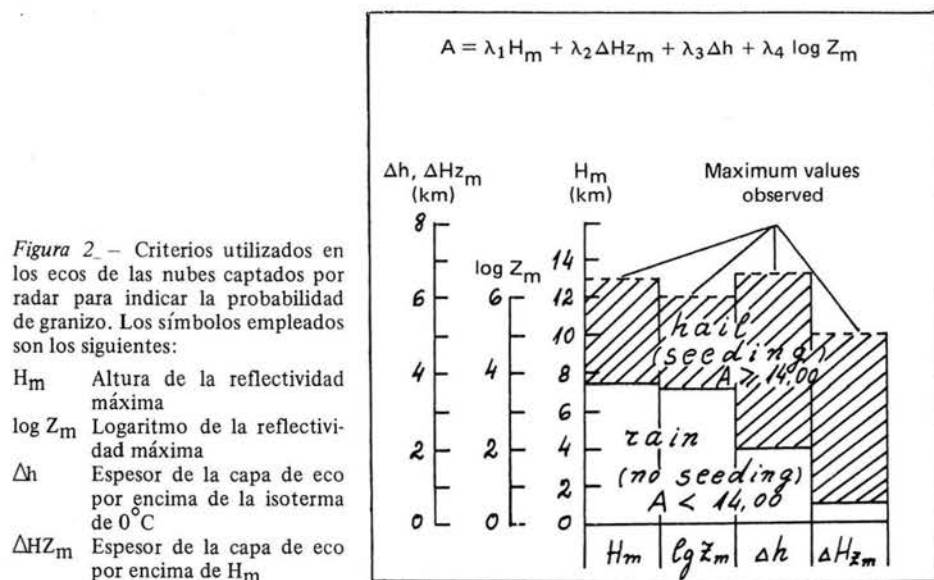 Figura 2 – Criterios utilizados en
los ecos de las nubes captados por
radar para indicar la probabilidad
de granizo. Los símbolos empleados
son los siguientes:
Hm Altura de la reflectividad
máxima
log Zm Logaritmo de la reflectivi-
dad máxima
Δh Espesor de la capa de eco
por encima de la isoterma
de 0°C
ΔHZm Espesor de la capa de eco
por encima de Hm
A = λ1Hm + λ2ΔHzm + λ3Δh + λ4 log Zm
Δh, ΔHzm
(km)
8
6
4
2
0
log Zm
6
4
2
0
Hm
(km)
14
12
10
8
6
4
2
0
Maximum values
observed
hail
(seeding)
A ⩾ 14,00
rain
(no seeding)
A < 14,00
Hm lgZm Δh ΔHzm